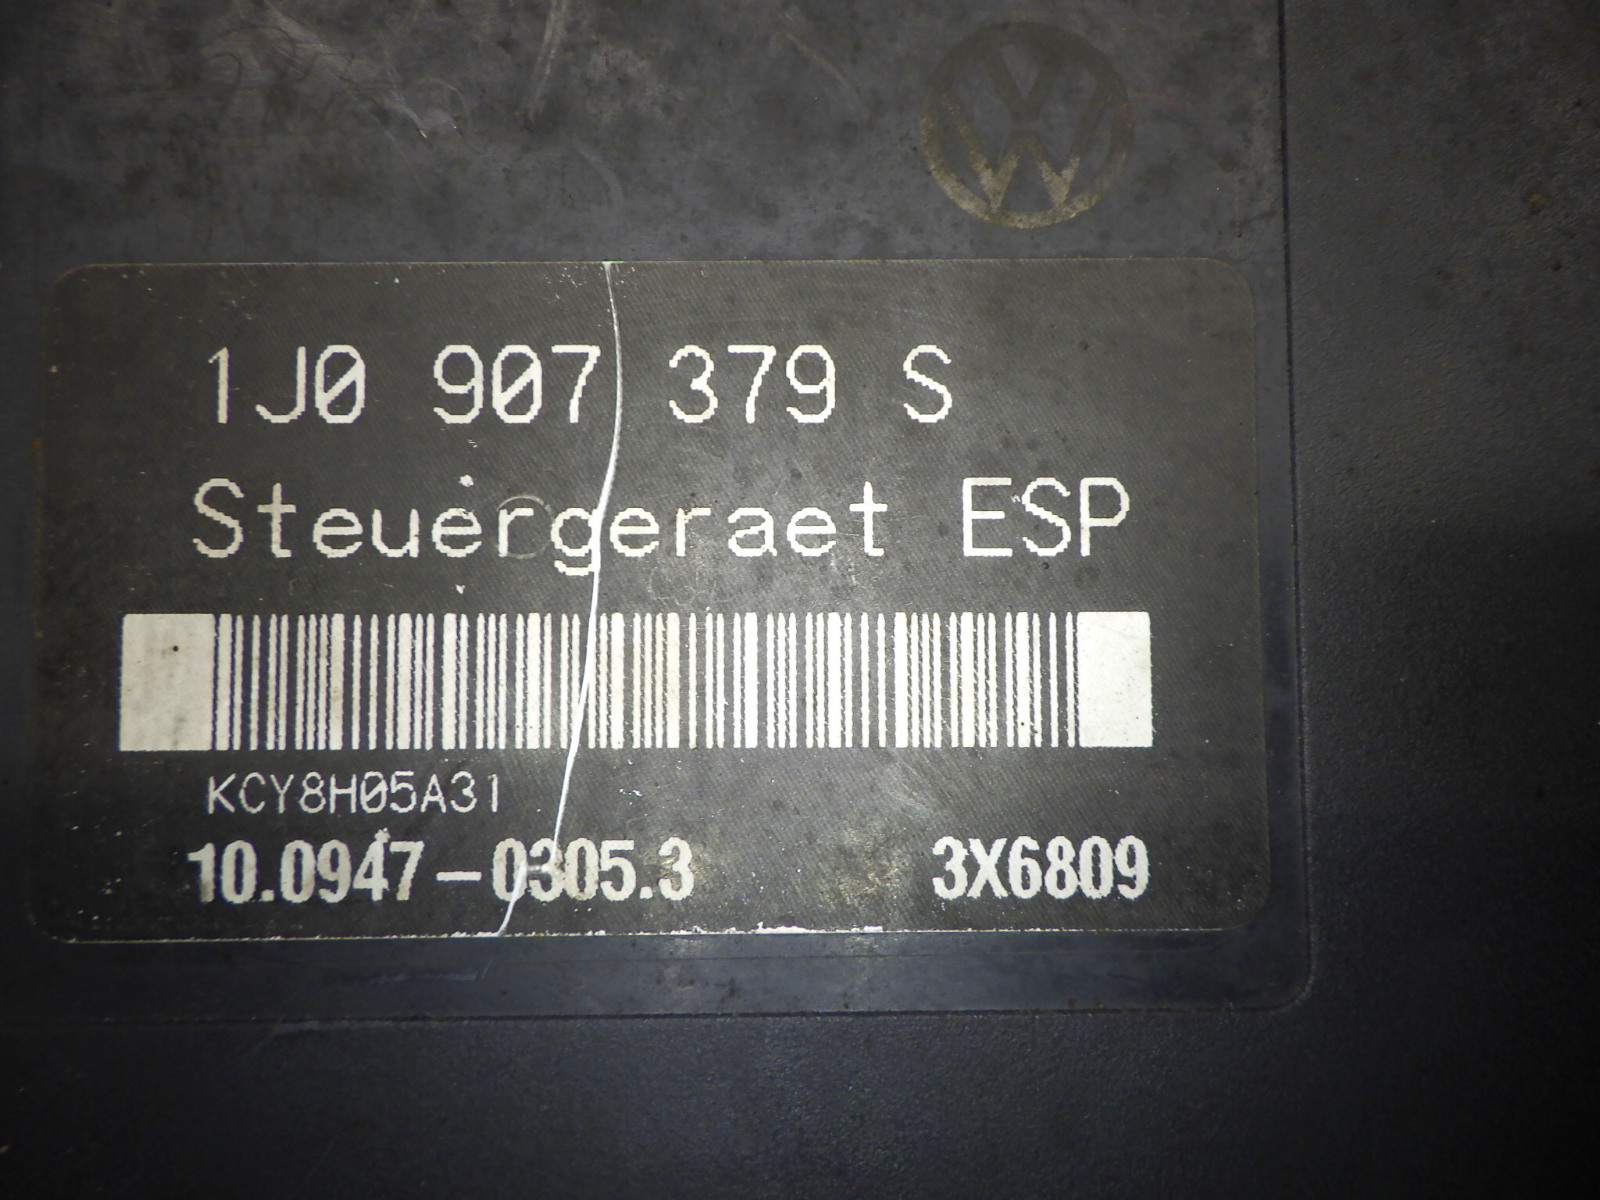 1J0 907 379 S
Steuergeraet ESP
KCY8H05A31
10.0947-0305.3 3X6809